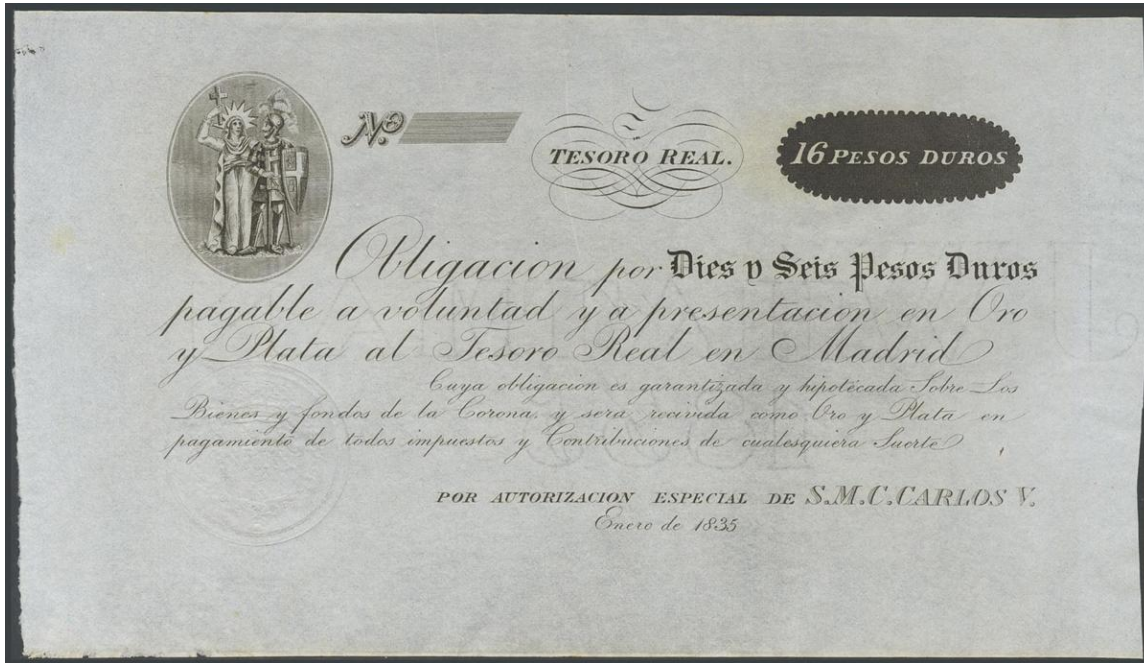 No.
TESORO REAL.
16 PESOS DUROS
Obligacion por Dies y Seis Pesos Duros
pagable a voluntad y a presentacion en Oro
y Plata al Tesoro Real en Madrid
Cuya obligacion es garantizada y hipotécada Sobre Los
Bienes y fondos de la Corona, y será recivida como Oro y Plata en
pagamiento de todos impuestos y Contribuciones de cualesquiera Suerte
POR AUTORIZACION ESPECIAL DE S.M.C. CARLOS V.
Enero de 1835